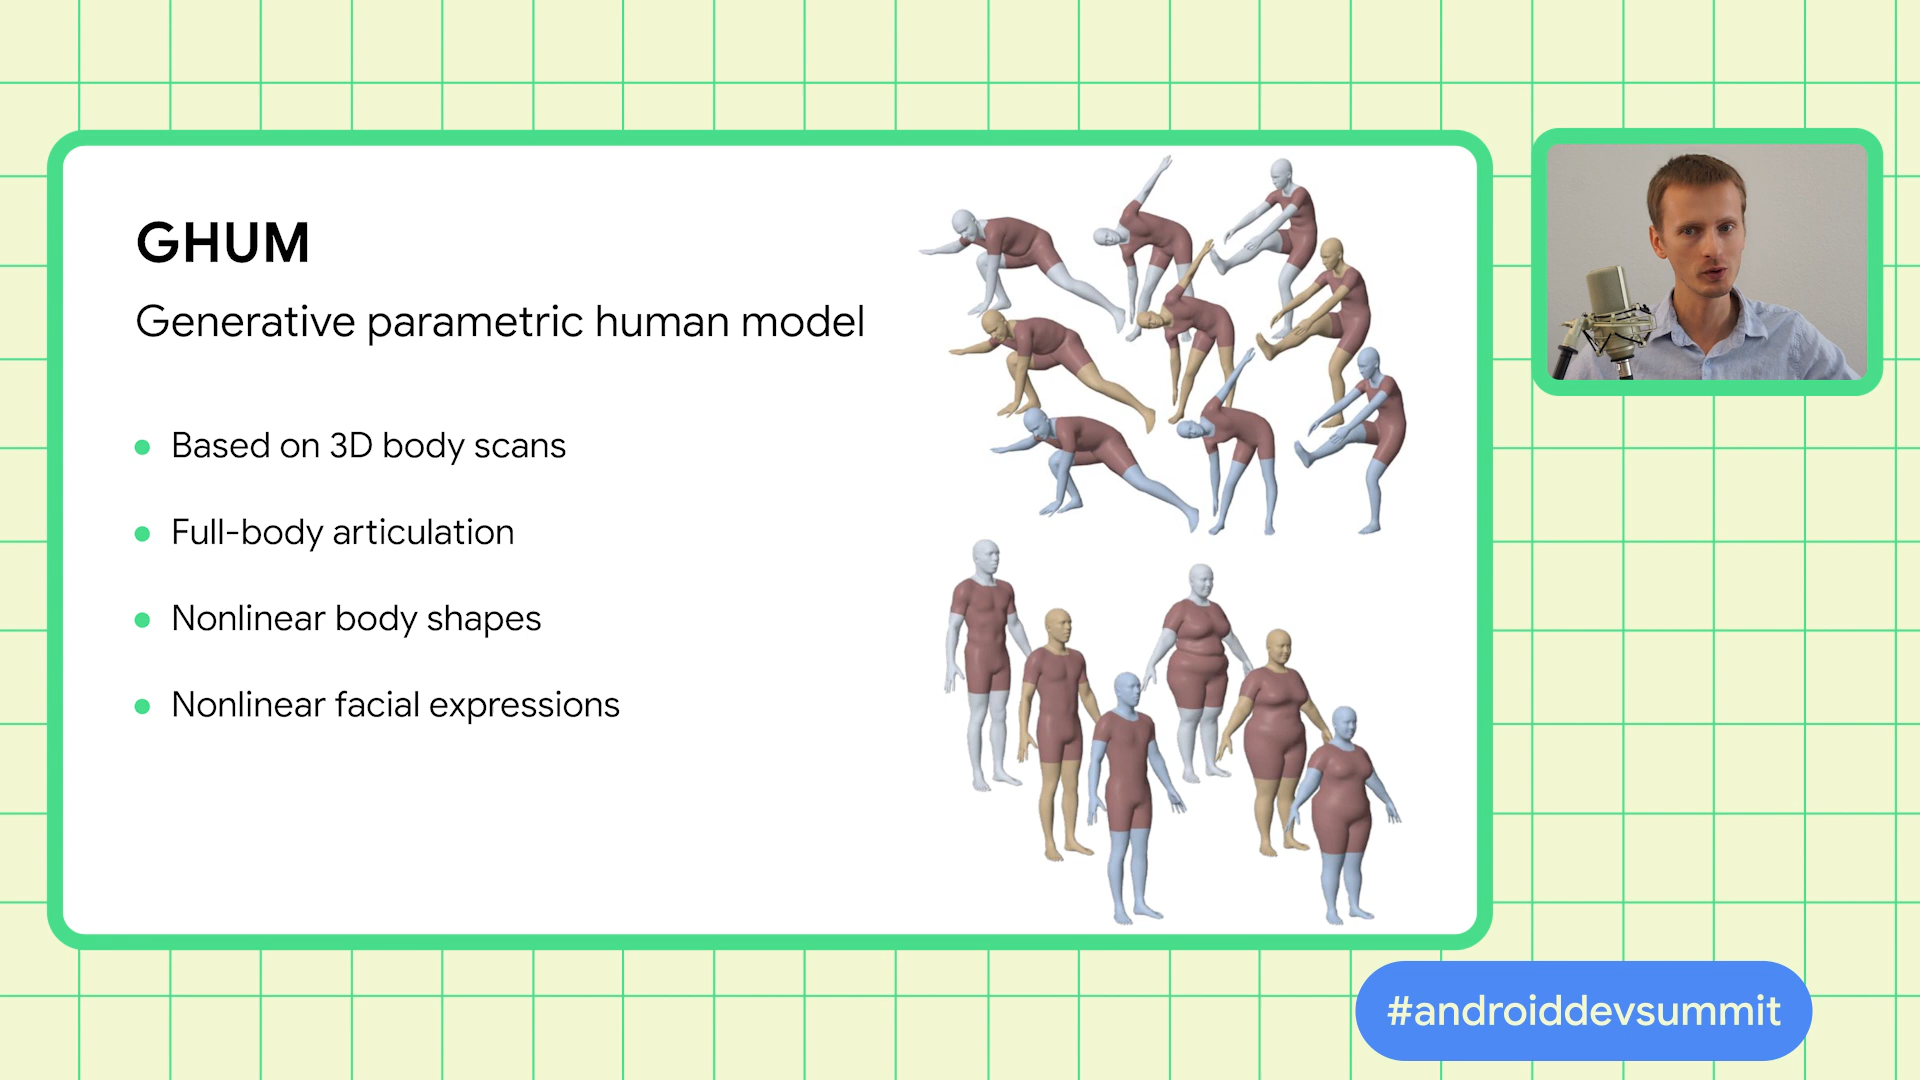 GHUM
Generative parametric human model
Based on 3D body scans
Full-body articulation
Nonlinear body shapes
Nonlinear facial expressions
#androiddevsummit